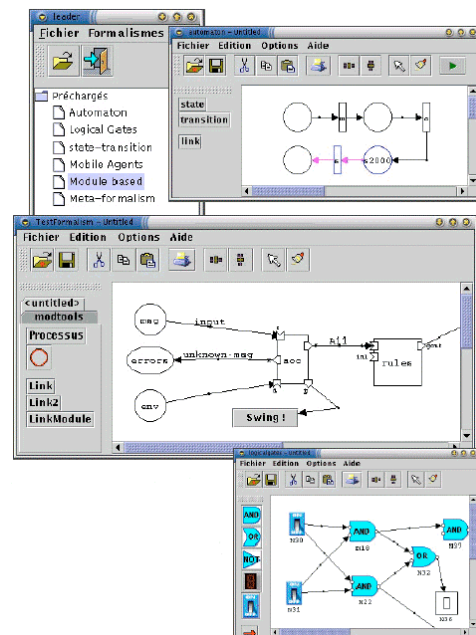 leader
Fichier Formalismes
Préchargés
Automaton
Logical Gates
state-transition
Mobile Agents
Module based
Meta-formalism
automaton - Untitled
Fichier Edition Options Aide
state
transition
link
TestFormalism - Untitled
Fichier Edition Options Aide
<untitled>
modtools
Processus
Link
Link2
LinkModule
msg
input
errors
unknown-msg
acc
All
rules
env
Swing!
logicalgates - Untitled
Fichier Edition Options Aide
AND
OR
NOT
AND
AND
OR
AND
N30
N18
N37
N32
N31
N22
N36